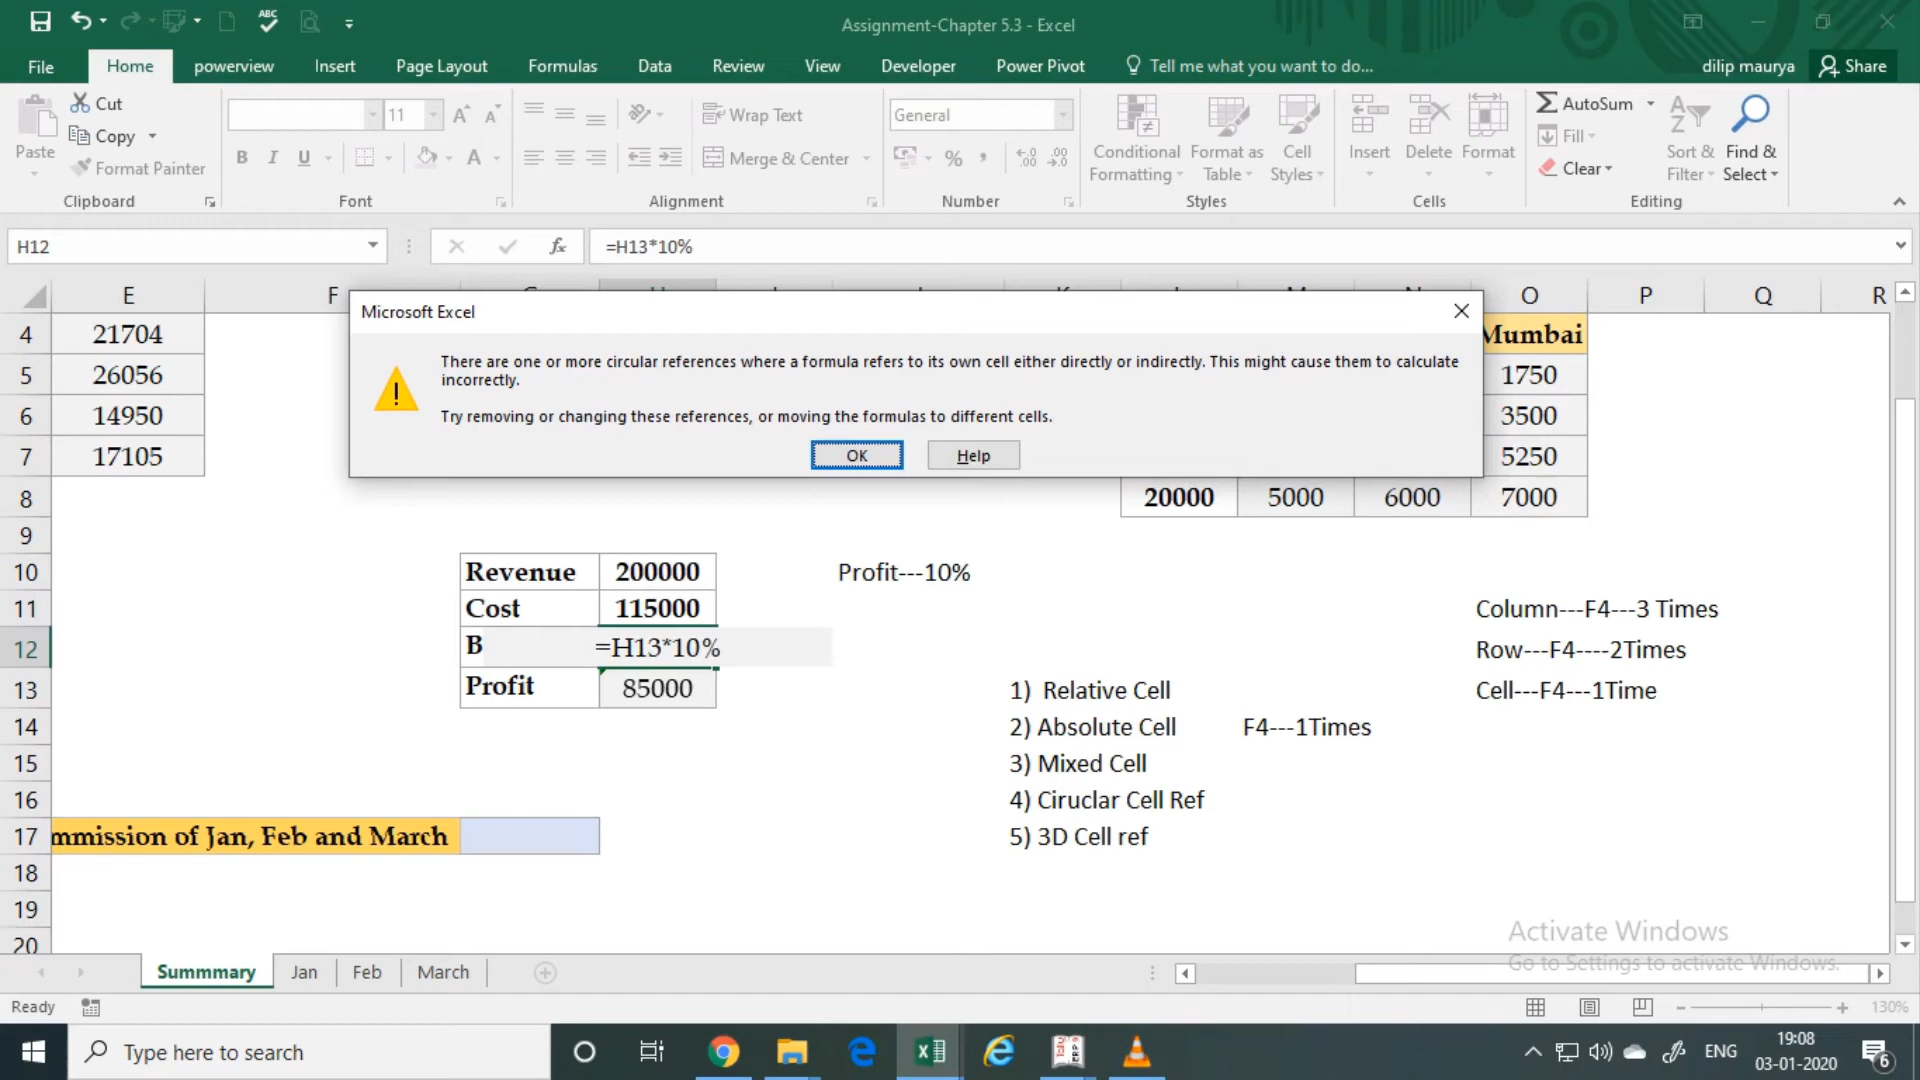 ABC
Assignment-Chapter 5.3 - Excel
File
Home
powerview
Insert
Page Layout
Formulas
Data
Review
View
Developer
Power Pivot
Tell me what you want to do...
dilip maurya
Share
Paste
Cut
Copy
Format Painter
Clipboard
11
B I U
Font
Wrap Text
Merge & Center
Alignment
General
%
Number
Conditional Formatting
Format as Table
Cell Styles
Styles
Insert
Delete
Format
Cells
AutoSum
Fill
Clear
Sort & Filter
Find & Select
Editing
H12
fx
=H13*10%
E F O P Q R
Microsoft Excel
There are one or more circular references where a formula refers to its own cell either directly or indirectly. This might cause them to calculate
incorrectly.
Try removing or changing these references, or moving the formulas to different cells.
OK
Help
4 21704 Mumbai
5 26056 1750
6 14950 3500
7 17105 5250
8 20000 5000 6000 7000
9
10 Revenue 200000 Profit---10%
11 Cost 115000 Column---F4---3 Times
12 B =H13*10% Row---F4----2Times
13 Profit 85000 1) Relative Cell Cell---F4---1Time
14 2) Absolute Cell F4---1Times
15 3) Mixed Cell
16 4) Ciruclar Cell Ref
17 mmission of Jan, Feb and March 5) 3D Cell ref
18
19
20
Activate Windows
Go to Settings to activate Windows.
Summmary
Jan
Feb
March
Ready
130%
Type here to search
ENG
19:08
03-01-2020
6